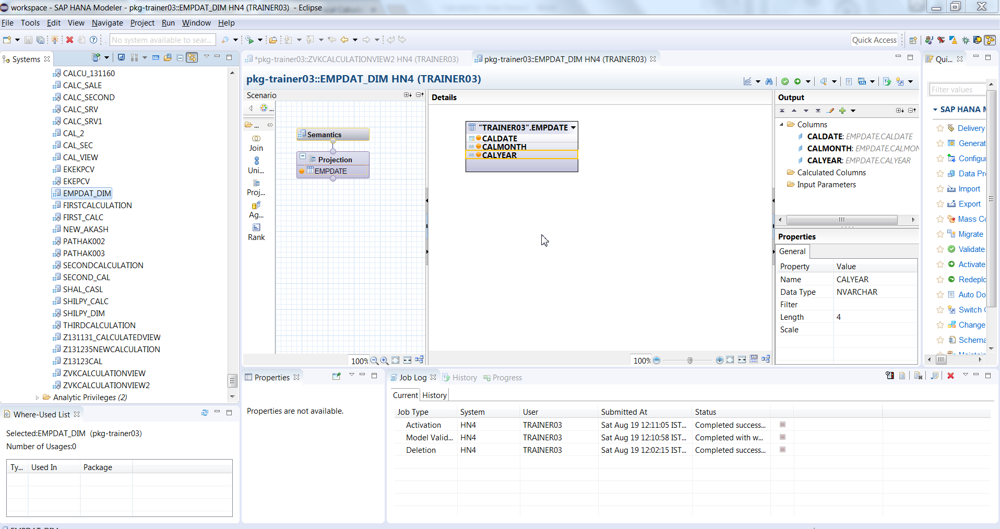 workspace - SAP HANA Modeler - pkg-trainer03::EMPDAT_DIM HN4 (TRAINER03)  - Eclipse
File Tools Edit View Navigate Project Run Window Help
No system available to sear...
Quick Access
Systems
CALCU_131160
CALC_SALE
CALC_SECOND
CALC_SRV
CALC_SRV1
CAL_2
CAL_SEC
CAL_VIEW
EKEKPCV
EKEPCV
EMPDAT_DIM
FIRSTCALCULATION
FIRST_CALC
NEW_AKASH
PATHAK002
PATHAK003
SECONDCALCULATION
SECOND_CAL
SHAL_CASL
SHILPY_CALC
SHILPY_DIM
THIRDCALCULATION
Z131131_CALCULATEDVIEW
Z131235NEWCALCULATION
Z13123CAL
ZVKCALCULATIONVIEW
ZVKCALCULATIONVIEW2
Analytic Privileges (2)
Where-Used List
Selected:EMPDAT_DIM (pkg-trainer03)
Number of Usages:0
Ty... Used In Package
*pkg-trainer03::ZVKCALCULATIONVIEW2 HN4 (TRAINER03)
pkg-trainer03::EMPDAT_DIM HN4 (TRAINER03)
pkg-trainer03::EMPDAT_DIM HN4 (TRAINER03)
Scenario
...
...
Join
Uni...
Proj...
Ag...
Rank
Semantics
Projection
EMPDATE
100%
Details
"TRAINER03".EMPDATE
CALDATE
AB CALMONTH
AB CALYEAR
100%
Output
Columns
CALDATE: EMPDATE.CALDATE
CALMONTH: EMPDATE.CALMON
CALYEAR: EMPDATE.CALYEAR
Calculated Columns
Input Parameters
Properties
General
Property Value
Name CALYEAR
Data Type NVARCHAR
Filter
Length 4
Scale
Qui...
Filter values
SAP HANA M
Delivery
Generat
Configu
Data Pr
Import
Export
Mass Co
Migrate
Validate
Activate
Redeplo
Auto Do
Switch
Change
Schema
Properties
Properties are not available.
Job Log History Progress
Current History
Job Type System User Submitted At Status
Activation HN4 TRAINER03 Sat Aug 19 12:11:05 IST... Completed success...
Model Valid... HN4 TRAINER03 Sat Aug 19 12:10:58 IST... Completed with w...
Deletion HN4 TRAINER03 Sat Aug 19 12:02:15 IST... Completed success...
EMPDAT_DIM